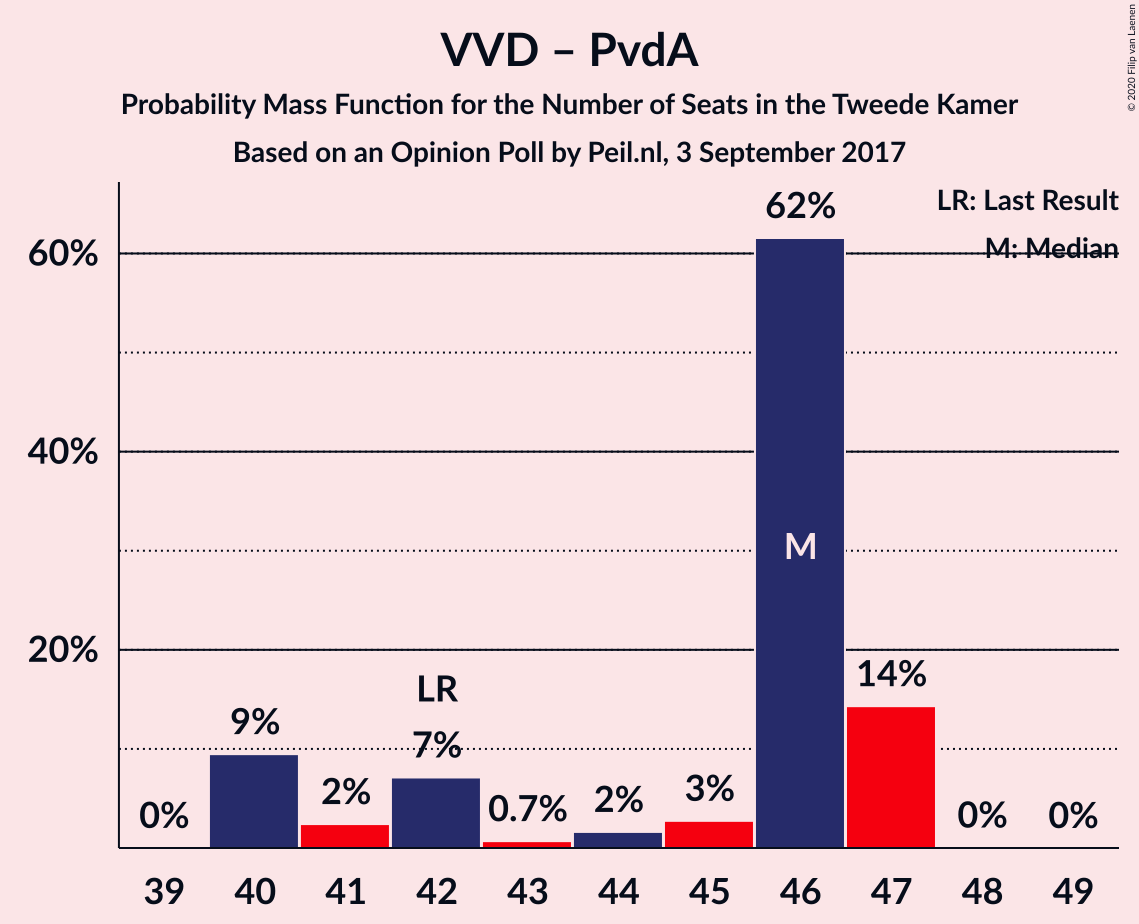 VVD – PvdA
Probability Mass Function for the Number of Seats in the Tweede Kamer
Based on an Opinion Poll by Peil.nl, 3 September 2017
© 2020 Filip van Laenen
LR: Last Result
M: Median
60%
40%
20%
0%
9%
2%
LR
7%
0.7%
2%
3%
62%
M
14%
0%
0%
39 40 41 42 43 44 45 46 47 48 49